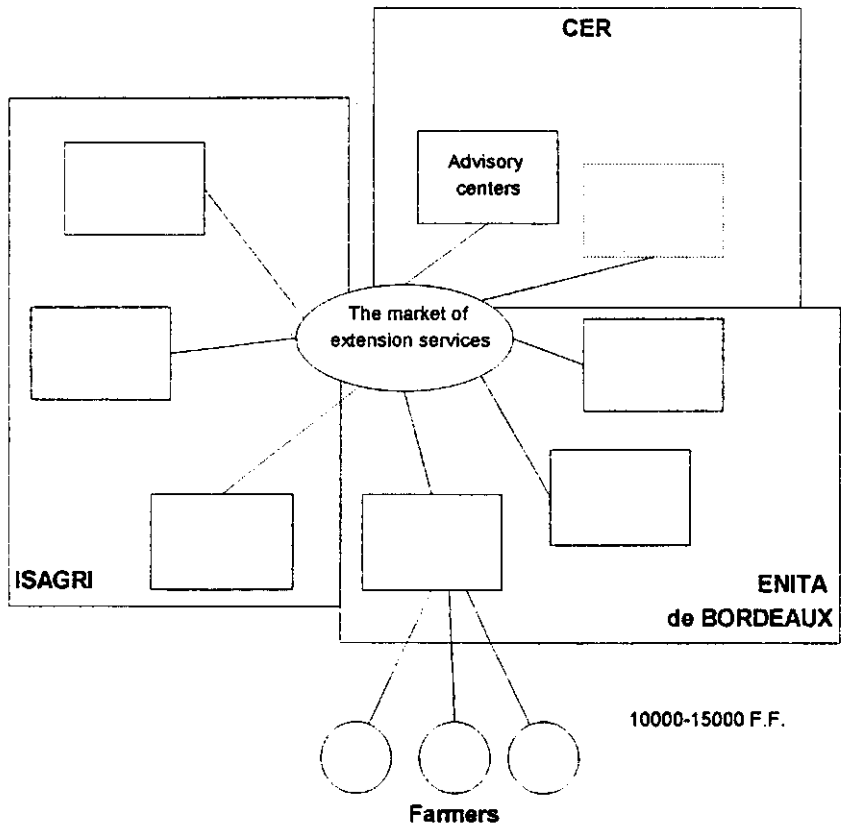 CER
Advisory
centers
The market of
extension services
ISAGRI
ENITA
de BORDEAUX
10000-15000 F.F.
Farmers